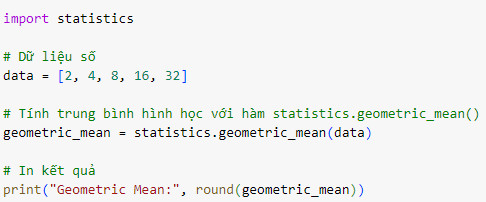 import statistics
# Dữ liệu số
data = [2, 4, 8, 16, 32]
# Tính trung bình hình học với hàm statistics.geometric_mean()
geometric_mean = statistics.geometric_mean(data)
# In kết quả
print("Geometric Mean:", round(geometric_mean))